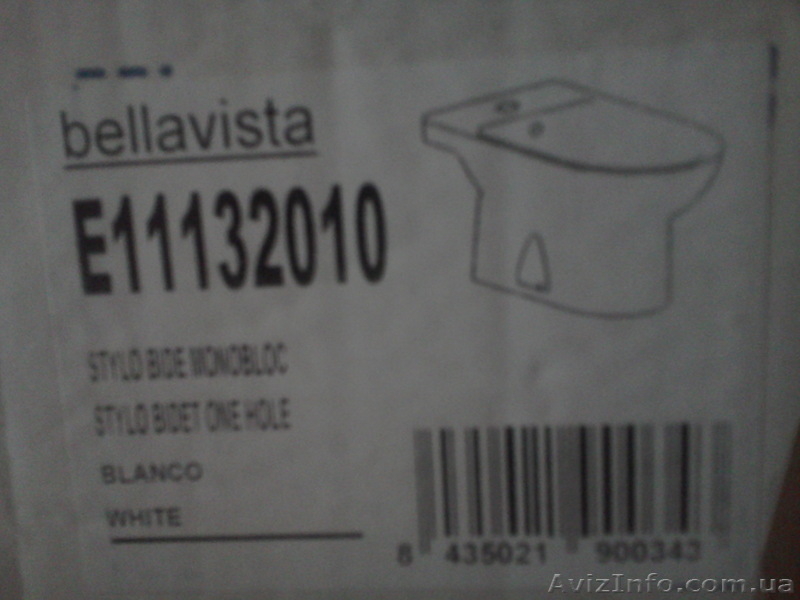 bellavista
E11132010
STYLO BIDE MONOBLOC
STYLO BIDET ONE HOLE
BLANCO
WHITE
8 435021 900343
AvizInfo.com.ua